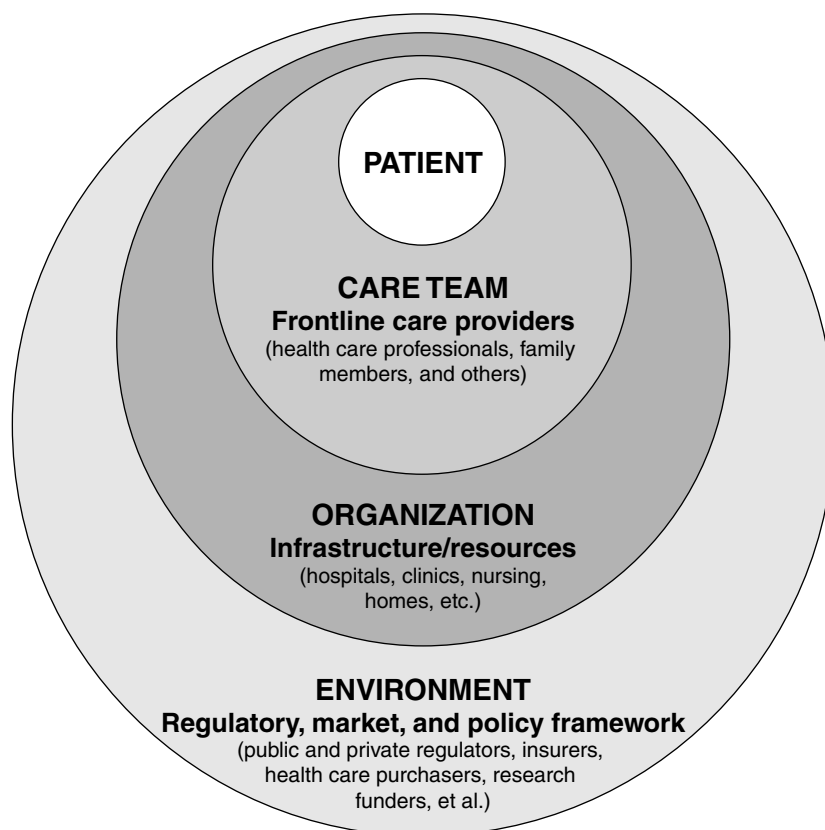 PATIENT
CARE TEAM
Frontline care providers
(health care professionals, family
members, and others)
ORGANIZATION
Infrastructure/resources
(hospitals, clinics, nursing,
homes, etc.)
ENVIRONMENT
Regulatory, market, and policy framework
(public and private regulators, insurers,
health care purchasers, research
funders, et al.)